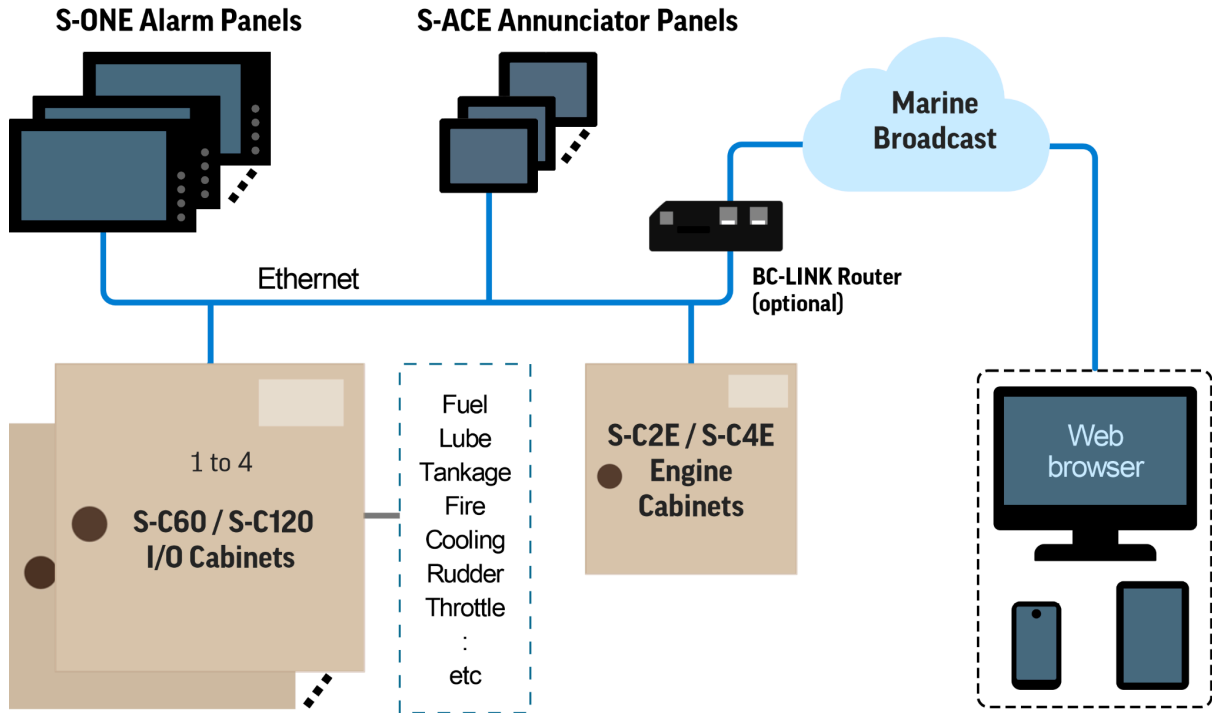 S-ONE Alarm Panels
S-ACE Annunciator Panels
Marine
Broadcast
Ethernet
BC-LINK Router
(optional)
1 to 4
S-C60 / S-C120
I/O Cabinets
Fuel
Lube
Tankage
Fire
Cooling
Rudder
Throttle
:
etc
S-C2E / S-C4E
Engine
Cabinets
Web
browser